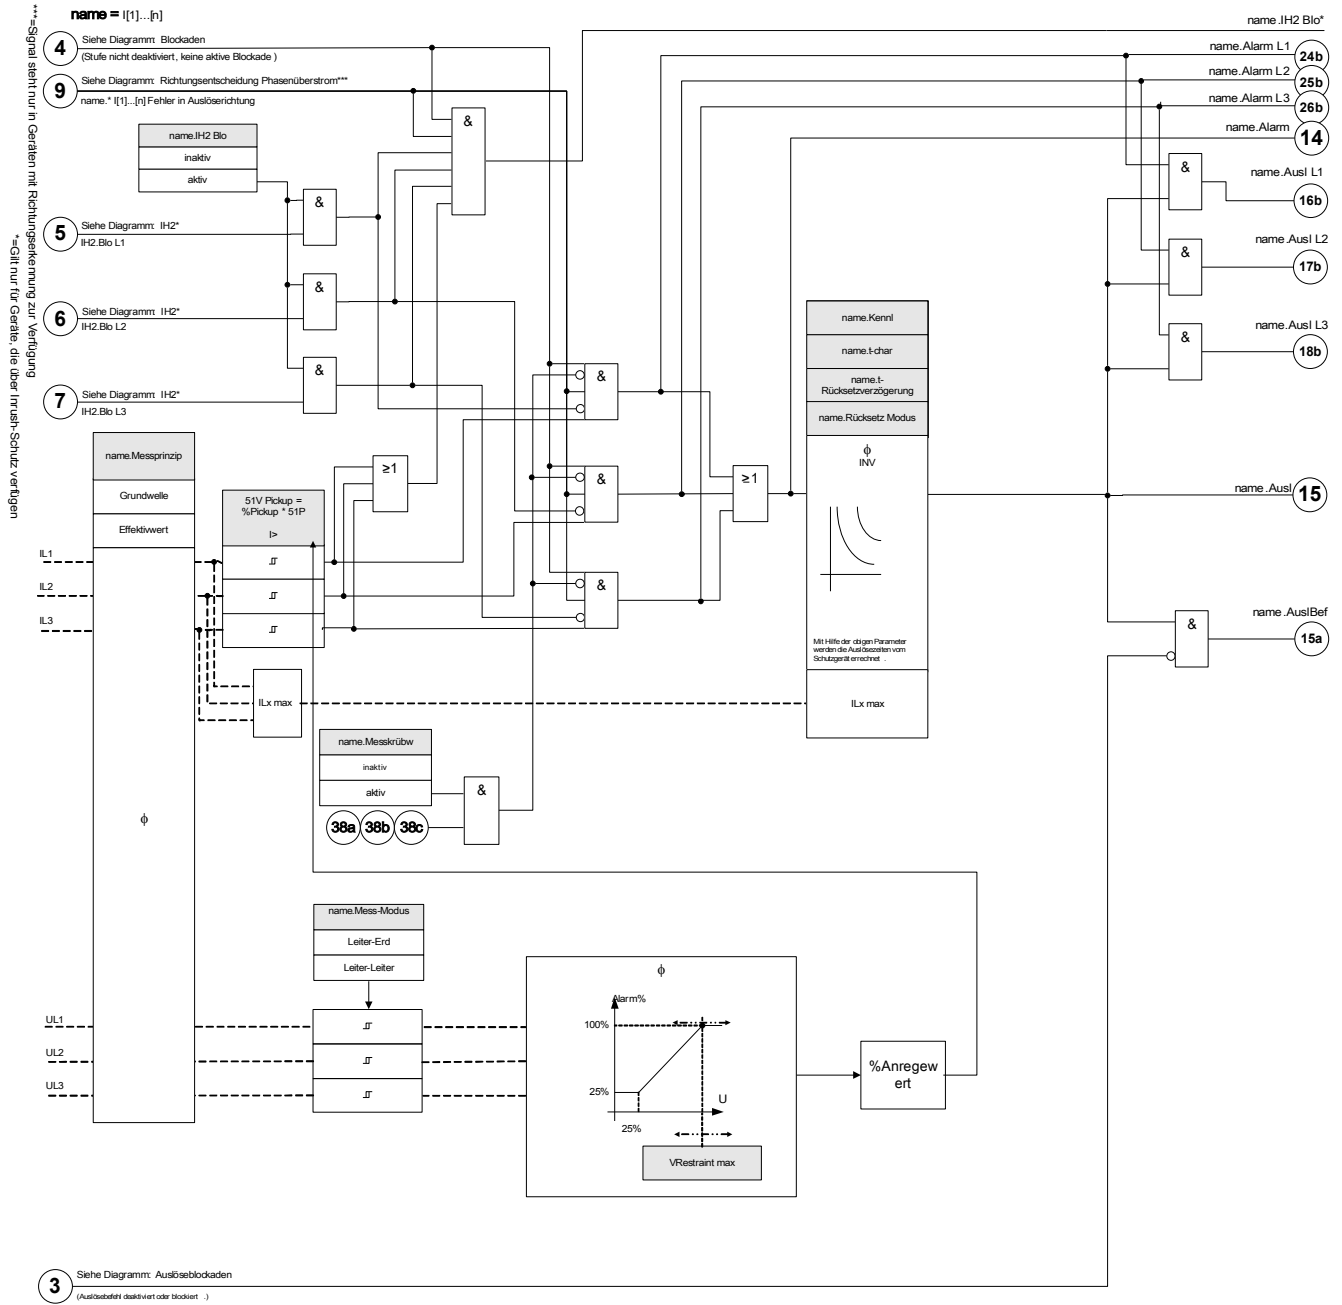 name = I[1]...[n]
***=Signal steht nur in Geräten mit Richtungserkennung zur Verfügung
*=Gilt nur für Geräte, die über Inrush-Schutz verfügen
4
Siehe Diagramm: Blockaden
(Stufe nicht deaktiviert, keine aktive Blockade )
9
Siehe Diagramm: Richtungsentscheidung Phasenüberstrom***
name.* I[1]...[n] Fehler in Auslöserichtung
name.IH2 Blo
inaktiv
aktiv
5
Siehe Diagramm: IH2*
IH2.Blo L1
6
Siehe Diagramm: IH2*
IH2.Blo L2
7
Siehe Diagramm: IH2*
IH2.Blo L3
&
&
&
&
≥1
&
&
&
≥1
name.Messprinzip
Grundwelle
Effektivwert
ϕ
51V Pickup =
%Pickup * 51P
I>
IL1
IL2
IL3
ILx max
name.Messkrübw
inaktiv
aktiv
38a
38b
38c
&
name.Kennl
name.t-char
name.t-
Rücksetzverzögerung
name.Rücksetz Modus
ϕ
INV
Mit Hilfe der obigen Parameter
werden die Auslösezeiten vom
Schutzgerät errechnet .
ILx max
name.IH2 Blo*
name.Alarm L1
24b
name.Alarm L2
25b
name.Alarm L3
26b
name.Alarm
14
&
name.Ausl L1
16b
&
name.Ausl L2
17b
&
name.Ausl L3
18b
name.Ausl
15
&
name.AuslBef
15a
name.Mess-Modus
Leiter-Erd
Leiter-Leiter
UL1
UL2
UL3
ϕ
Alarm%
100%
25%
U
25%
VRestraint max
%Anregew
ert
3
Siehe Diagramm: Auslöseblockaden
(Auslösebefehl deaktiviert oder blockiert .)